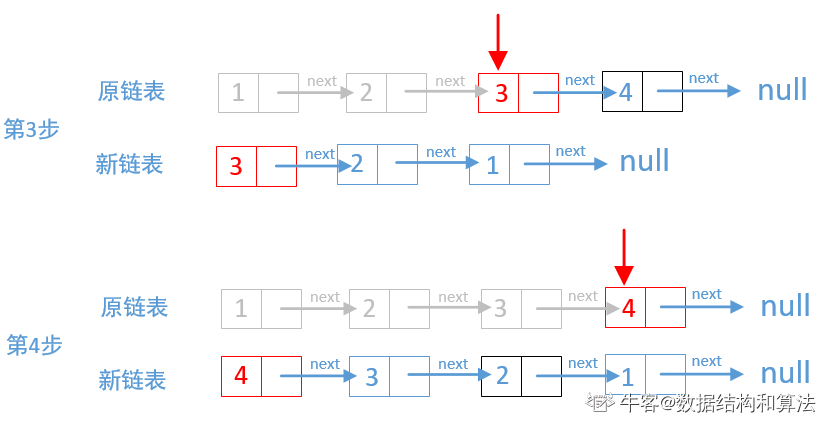 第3步
原链表 1 next 2 next 3 next 4 next null
新链表 3 next 2 next 1 next null
第4步
原链表 1 next 2 next 3 next 4 next null
新链表 4 next 3 next 2 next 1 next null
牛客@数据结构和算法